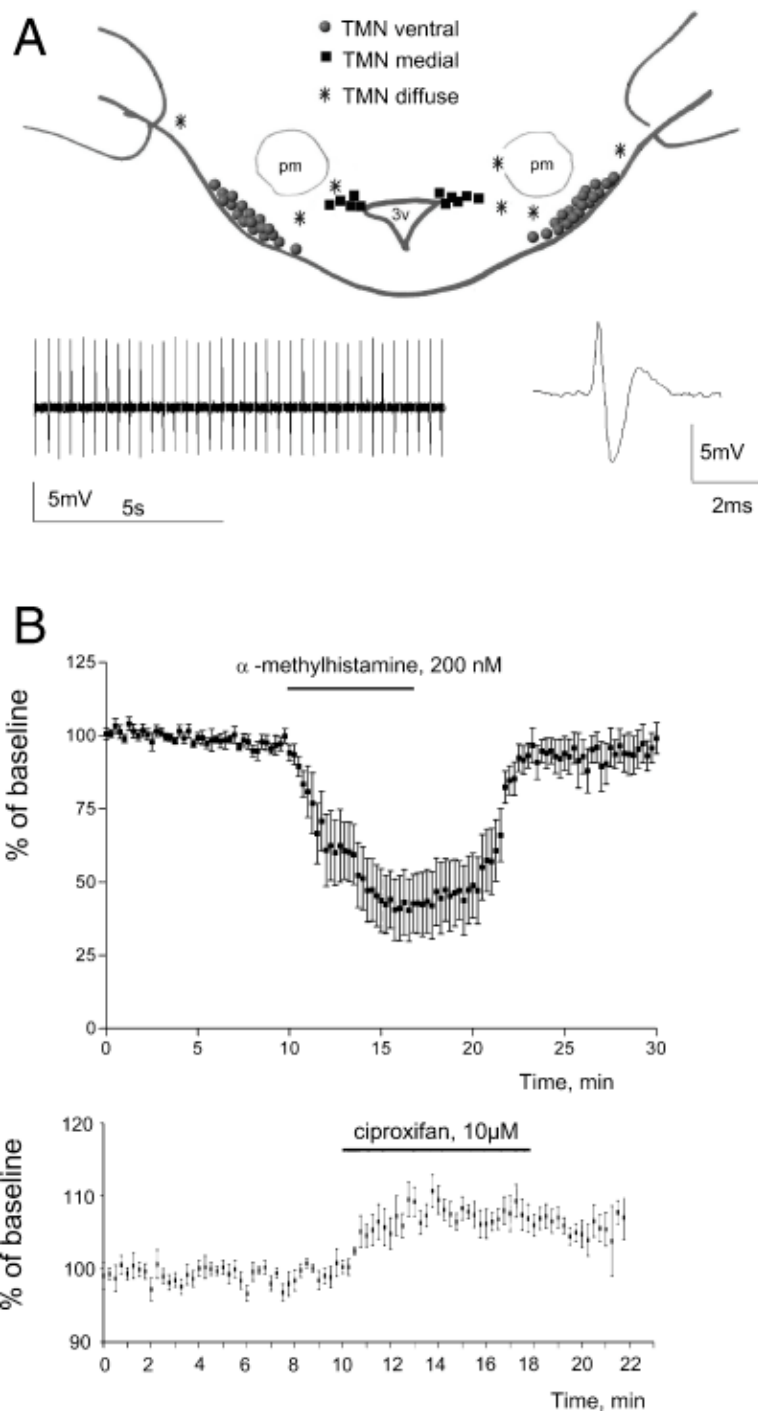 A
TMN ventral
TMN medial
TMN diffuse
pm
pm
3v
5mV
5s
5mV
2ms
B
α -methylhistamine, 200 nM
% of baseline
125
100
75
50
25
0
0 5 10 15 20 25 30
Time, min
ciproxifan, 10μM
% of baseline
120
110
100
90
0 2 4 6 8 10 12 14 16 18 20 22
Time, min